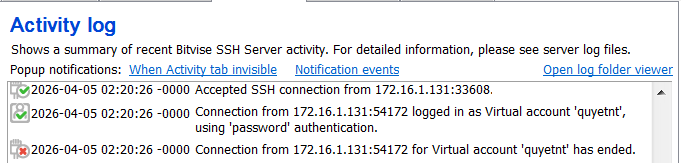 Activity log
Shows a summary of recent Bitvise SSH Server activity. For detailed information, please see server log files.
Popup notifications: When Activity tab invisible Notification events Open log folder viewer
2026-04-05 02:20:26 -0000 Accepted SSH connection from 172.16.1.131:33608.
2026-04-05 02:20:26 -0000 Connection from 172.16.1.131:54172 logged in as Virtual account 'quyetnt',
using 'password' authentication.
2026-04-05 02:20:26 -0000 Connection from 172.16.1.131:54172 for Virtual account 'quyetnt' has ended.